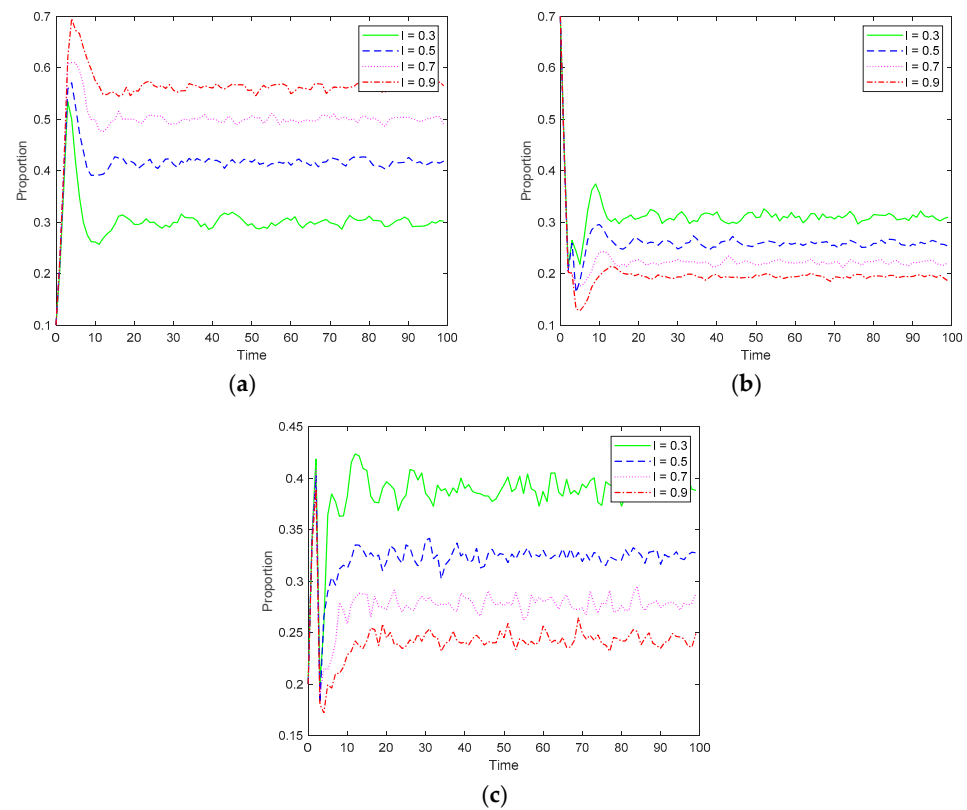 0.7
0.6
0.5
0.4
0.3
0.2
0.1
Proportion
0 10 20 30 40 50 60 70 80 90 100
Time
l = 0.3
l = 0.5
l = 0.7
l = 0.9
(a)
0.7
0.6
0.5
0.4
0.3
0.2
0.1
Proportion
0 10 20 30 40 50 60 70 80 90 100
Time
l = 0.3
l = 0.5
l = 0.7
l = 0.9
(b)
0.45
0.4
0.35
0.3
0.25
0.2
0.15
Proportion
0 10 20 30 40 50 60 70 80 90 100
Time
l = 0.3
l = 0.5
l = 0.7
l = 0.9
(c)